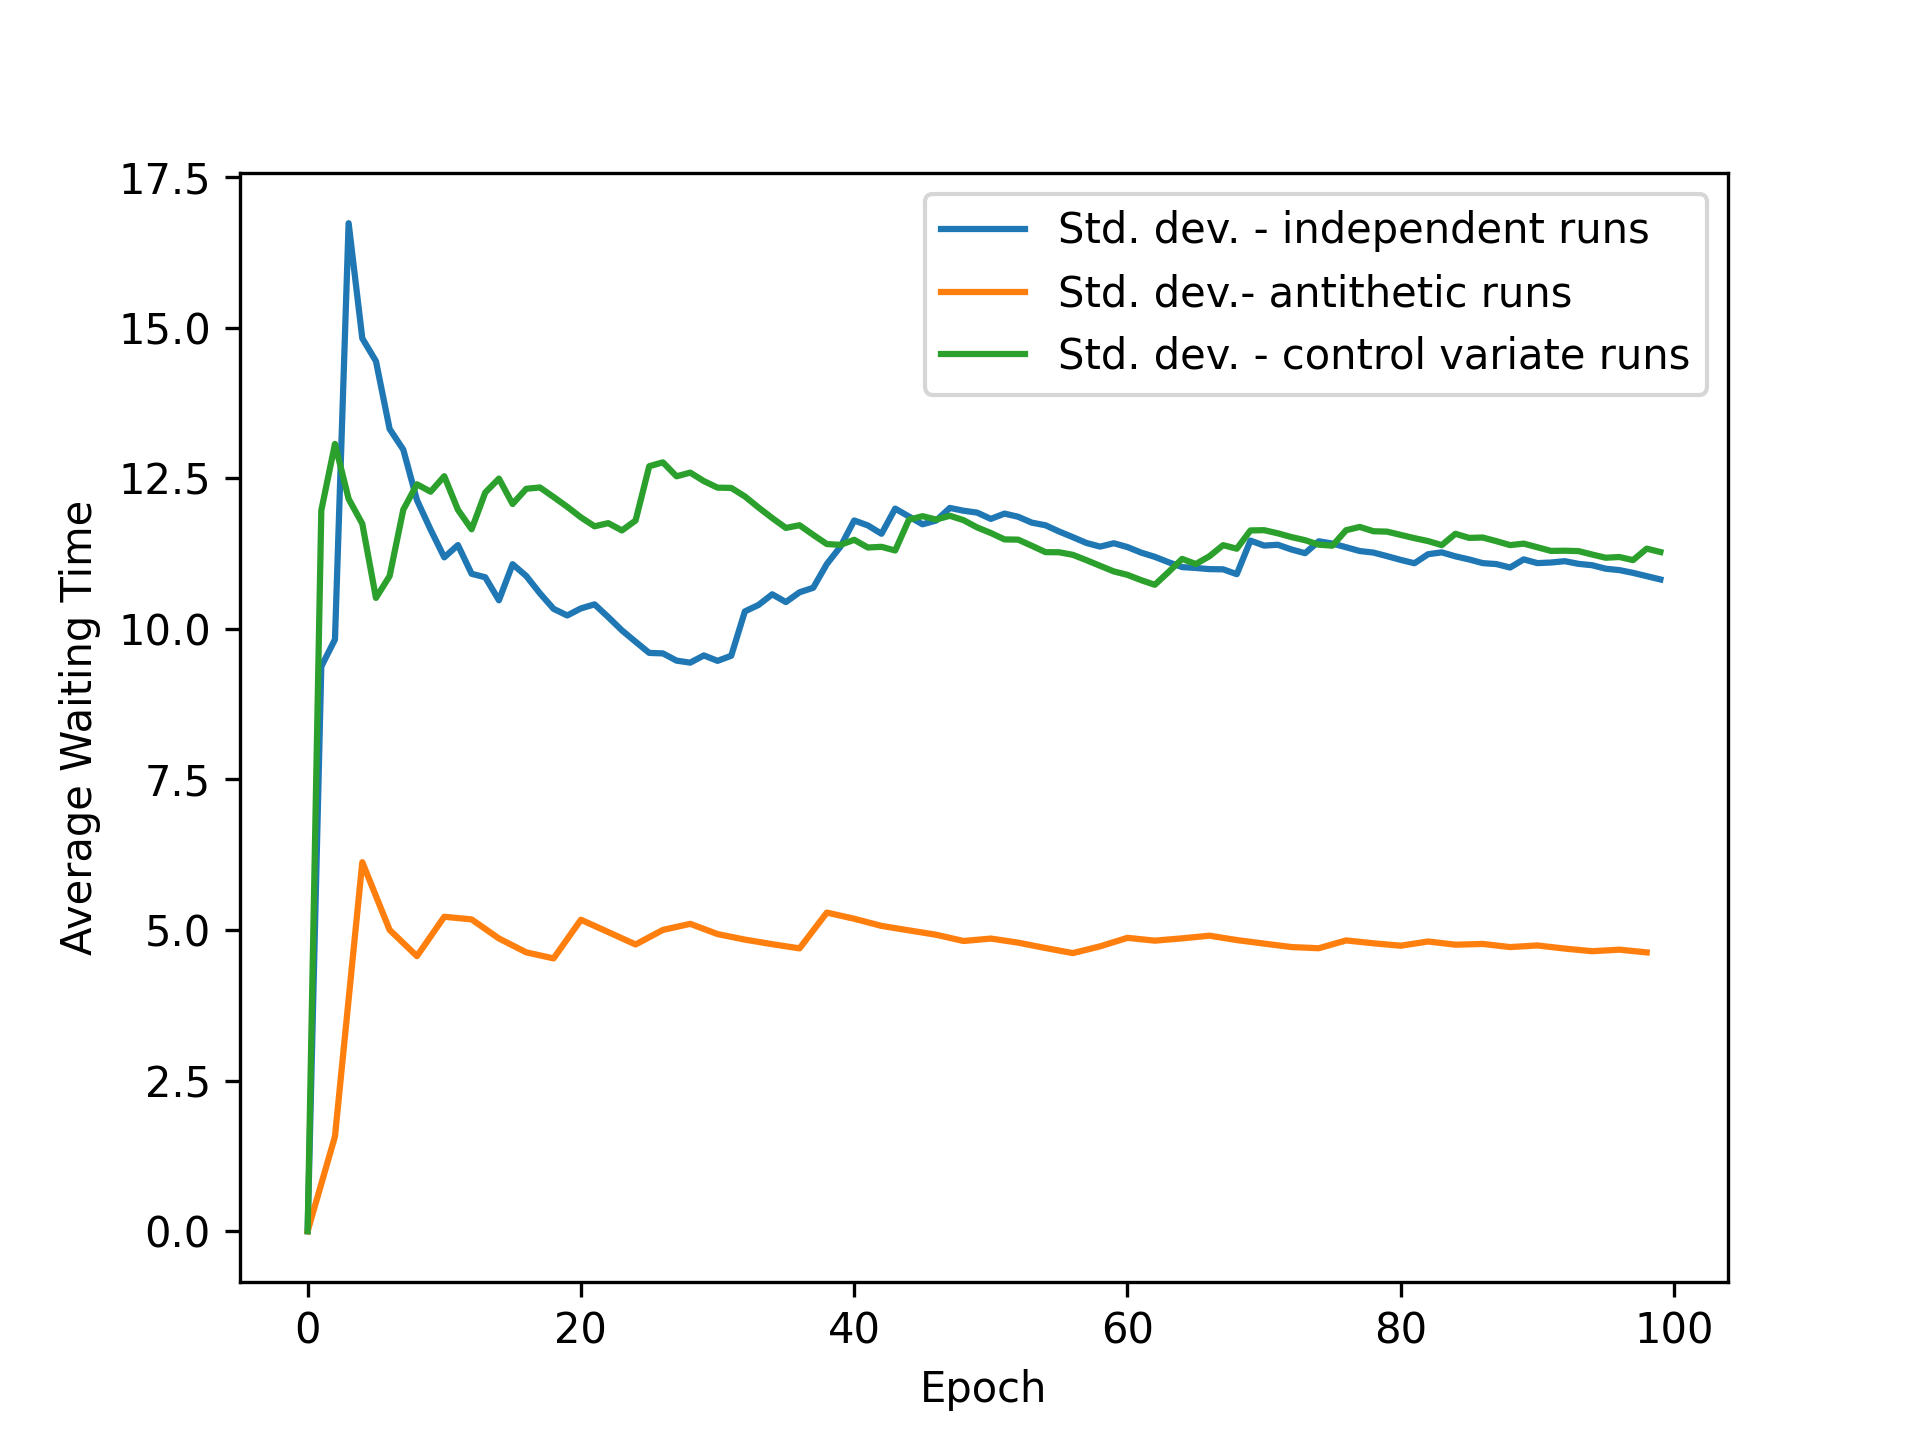 17.5
15.0
12.5
10.0
7.5
5.0
2.5
0.0
Average Waiting Time
Std. dev. - independent runs
Std. dev.- antithetic runs
Std. dev. - control variate runs
0 20 40 60 80 100
Epoch